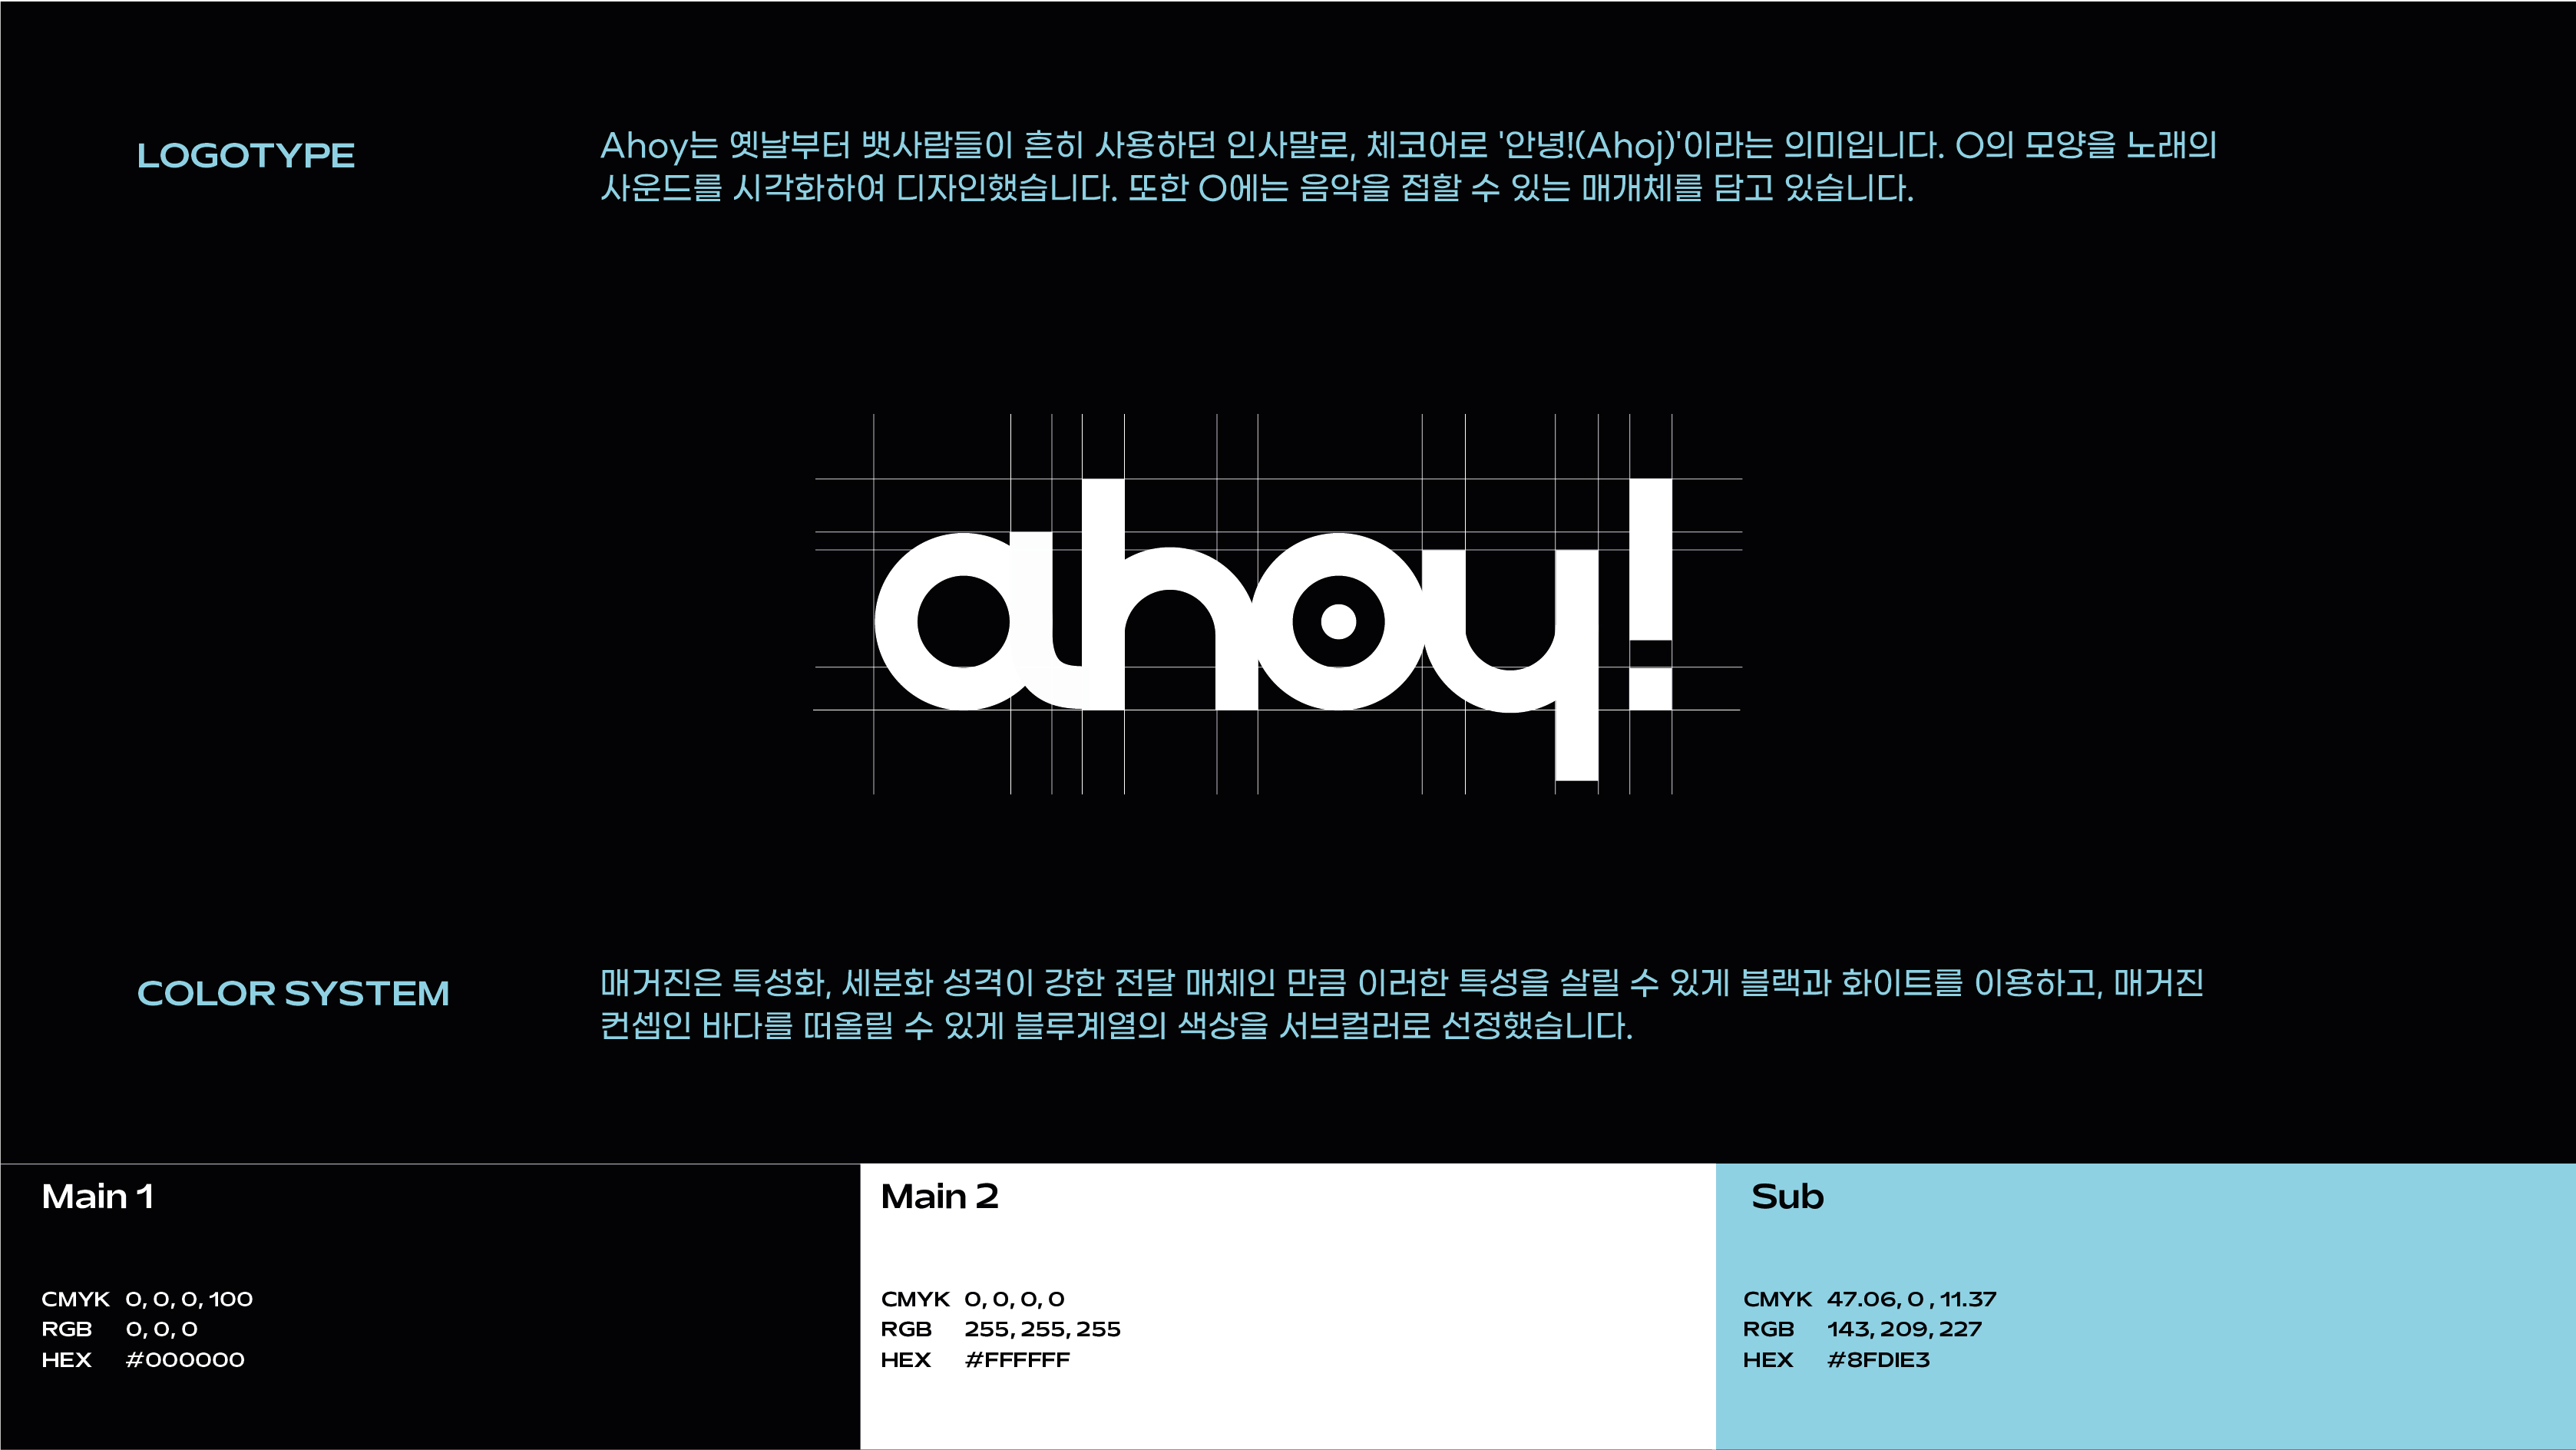 LOGOTYPE
Ahoy는 옛날부터 뱃사람들이 흔히 사용하던 인사말로, 체코어로 '안녕!(Ahoj)'이라는 의미입니다. O의 모양을 노래의
사운드를 시각화하여 디자인했습니다. 또한 O에는 음악을 접할 수 있는 매개체를 담고 있습니다.
ahoy!
COLOR SYSTEM
매거진은 특성화, 세분화 성격이 강한 전달 매체인 만큼 이러한 특성을 살릴 수 있게 블랙과 화이트를 이용하고, 매거진
컨셉인 바다를 떠올릴 수 있게 블루계열의 색상을 서브컬러로 선정했습니다.
Main 1
CMYK 0, 0, 0, 100
RGB 0, 0, 0
HEX #000000
Main 2
CMYK 0, 0, 0, 0
RGB 255, 255, 255
HEX #FFFFFF
Sub
CMYK 47.06, 0 , 11.37
RGB 143, 209, 227
HEX #8FDIE3